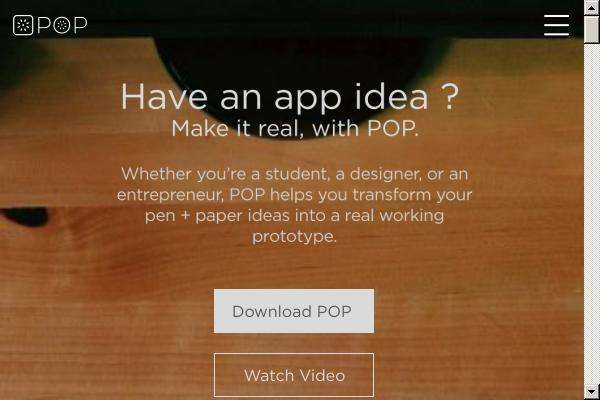 POP
Have an app idea ?
Make it real, with POP.
Whether you're a student, a designer, or an
entrepreneur, POP helps you transform your
pen + paper ideas into a real working
prototype.
Download POP
Watch Video